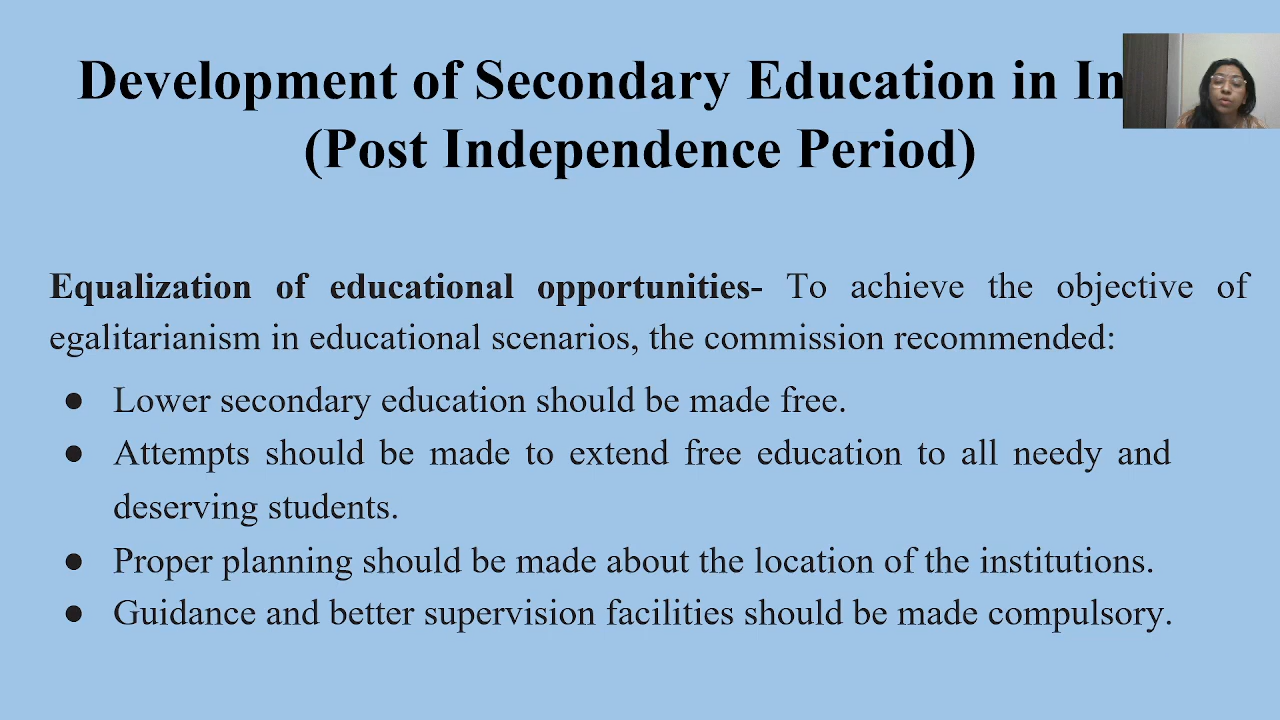 Development of Secondary Education in In
(Post Independence Period)
Equalization of educational opportunities- To achieve the objective of
egalitarianism in educational scenarios, the commission recommended:
● Lower secondary education should be made free.
● Attempts should be made to extend free education to all needy and
deserving students.
● Proper planning should be made about the location of the institutions.
● Guidance and better supervision facilities should be made compulsory.